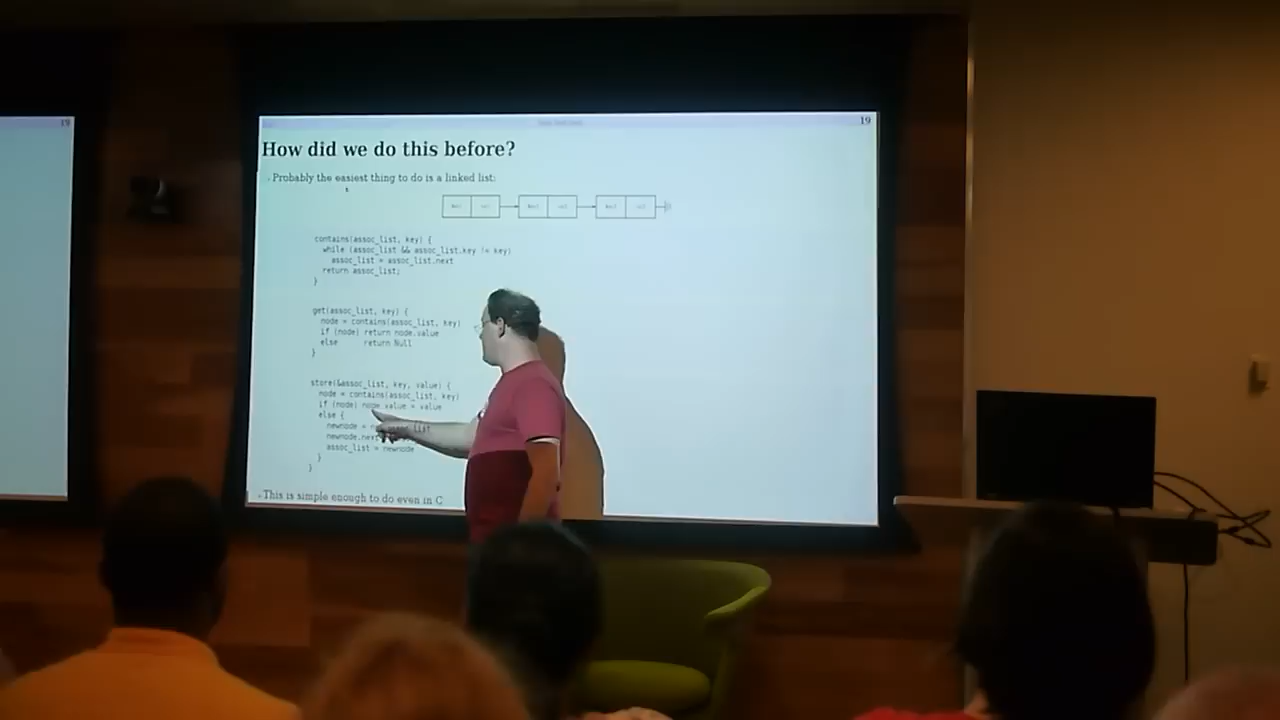 19
19
How did we do this before?
Probably the easiest thing to do is a linked list:
contains(assoc_list, key) {
while (assoc_list && assoc_list.key != key)
assoc_list = assoc_list.next
return assoc_list;
}
get(assoc_list, key) {
node = contains(assoc_list, key)
if (node) return node.value
else return Null
}
store(&assoc_list, key, value) {
node = contains(assoc_list, key)
if (node) node.value = value
else {
newnode =
newnode.next
assoc_list = newnode
}
}
This is simple enough to do even in C